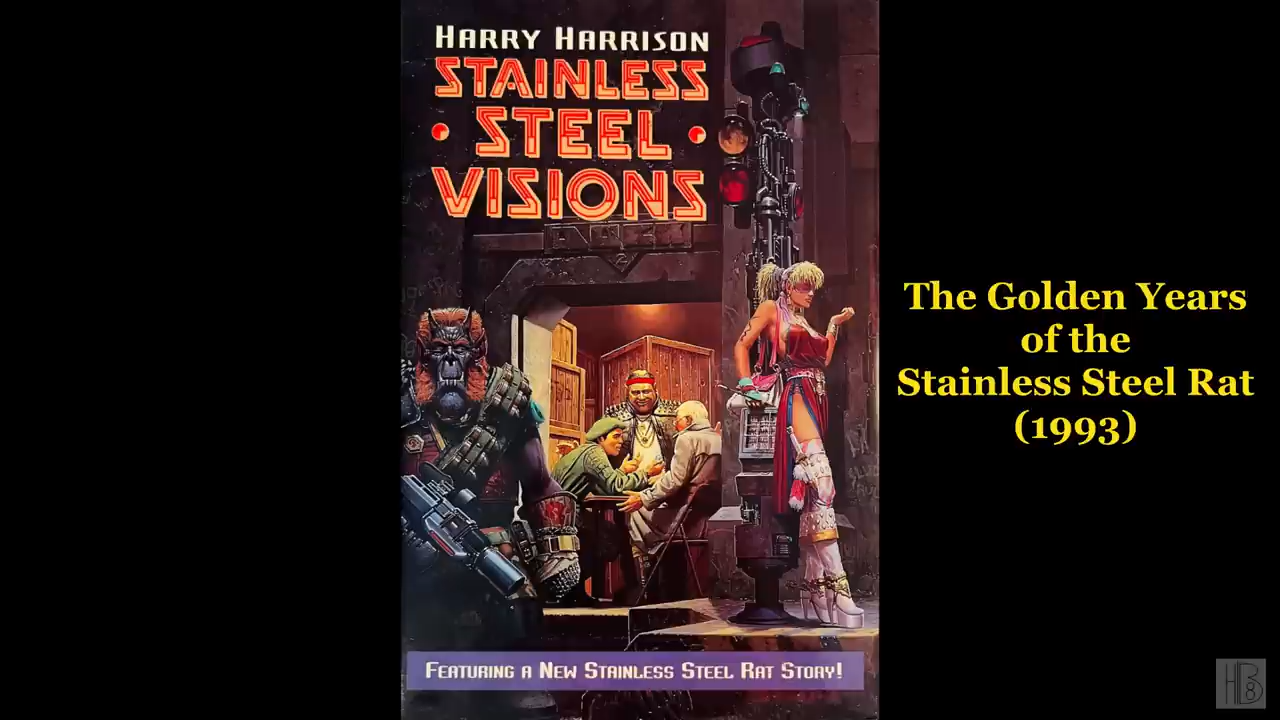 HARRY HARRISON
STAINLESS
• STEEL •
VISIONS
FEATURING A NEW STAINLESS STEEL RAT STORY!
The Golden Years
of the
Stainless Steel Rat
(1993)
HB8